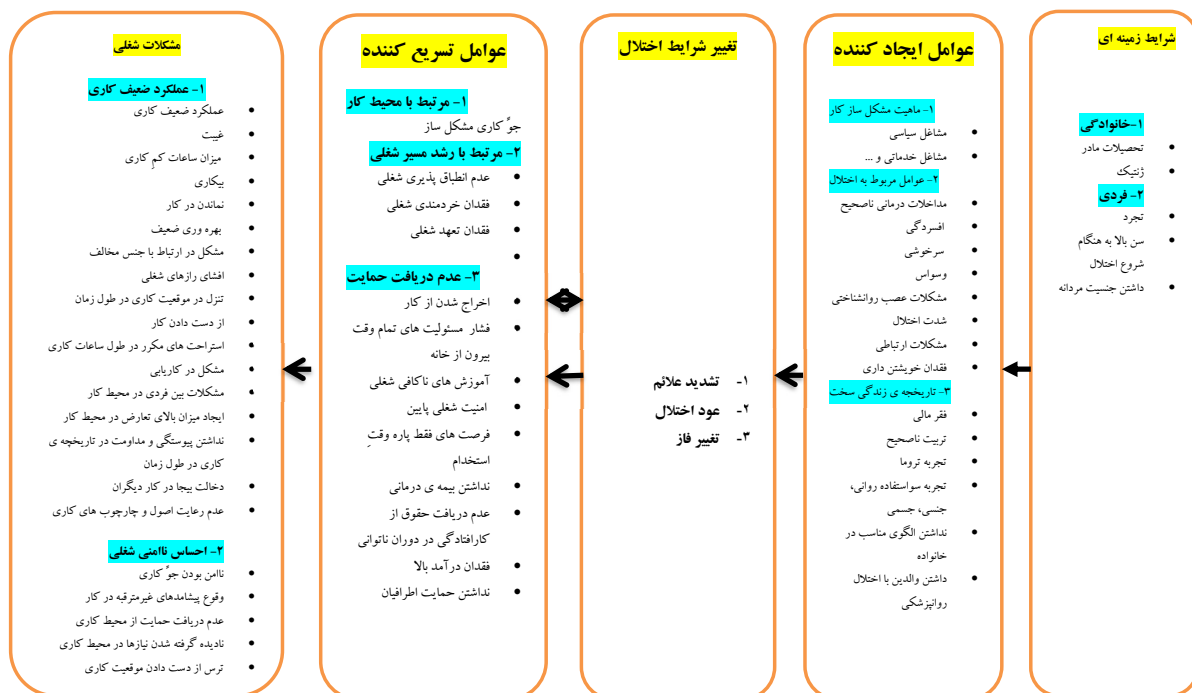 شرایط زمینه ای
۱-خانوادگی
تحصیلات مادر
ژنتیک
۲- فردی
تجرد
سن بالا به هنگام
شروع اختلال
داشتن جنسیت مردانه
عوامل ایجاد کننده
۱- ماهیت مشکل ساز کار
مشاغل سیاسی
مشاغل خدماتی و ...
۲- عوامل مربوط به اختلال
مداخلات درمانی ناصحیح
افسردگی
سرخوشی
وسواس
مشکلات عصب روانشناختی
شدت اختلال
مشکلات ارتباطی
فقدان خویشتن داری
۳- تاریخچه ی زندگی سخت
فقر مالی
تربیت ناصحیح
تجربه تروما
تجربه سواستفاده روانی،
جنسی، جسمی
نداشتن الگوی مناسب در
خانواده
داشتن والدین با اختلال
روانپزشکی
تغییر شرایط اختلال
۱- تشدید علائم
۲- عود اختلال
۳- تغییر فاز
عوامل تسریع کننده
۱- مرتبط با محیط کار
جوّ کاری مشکل ساز
۲- مرتبط با رشد مسیر شغلی
عدم انطباق پذیری شغلی
فقدان خردمندی شغلی
فقدان تعهد شغلی
۳- عدم دریافت حمایت
اخراج شدن از کار
فشار مسئولیت های تمام وقت
بیرون از خانه
آموزش های ناکافی شغلی
امنیت شغلی پایین
فرصت های فقط پاره وقتِ
استخدام
نداشتن بیمه ی درمانی
عدم دریافت حقوق از
کارافتادگی در دوران ناتوانی
فقدان درآمد بالا
نداشتن حمایت اطرافیان
مشکلات شغلی
۱- عملکرد ضعیف کاری
عملکرد ضعیف کاری
غیبت
میزان ساعات کمِ کاری
بیکاری
نماندن در کار
بهره وری ضعیف
مشکل در ارتباط با جنس مخالف
افشای رازهای شغلی
تنزل در موقعیت کاری در طول زمان
از دست دادن کار
استراحت های مکرر در طول ساعات کاری
مشکل در کاریابی
مشکلات بین فردی در محیط کار
ایجاد میزان بالای تعارض در محیط کار
نداشتن پیوستگی و مداومت در تاریخچه ی
کاری در طول زمان
دخالت بیجا در کار دیگران
عدم رعایت اصول و چارچوب های کاری
۲- احساس ناامنی شغلی
ناامن بودن جوّ کاری
وقوع پیشامدهای غیرمترقبه در کار
عدم دریافت حمایت از محیط کاری
نادیده گرفته شدن نیازها در محیط کاری
ترس از دست دادن موقعیت کاری